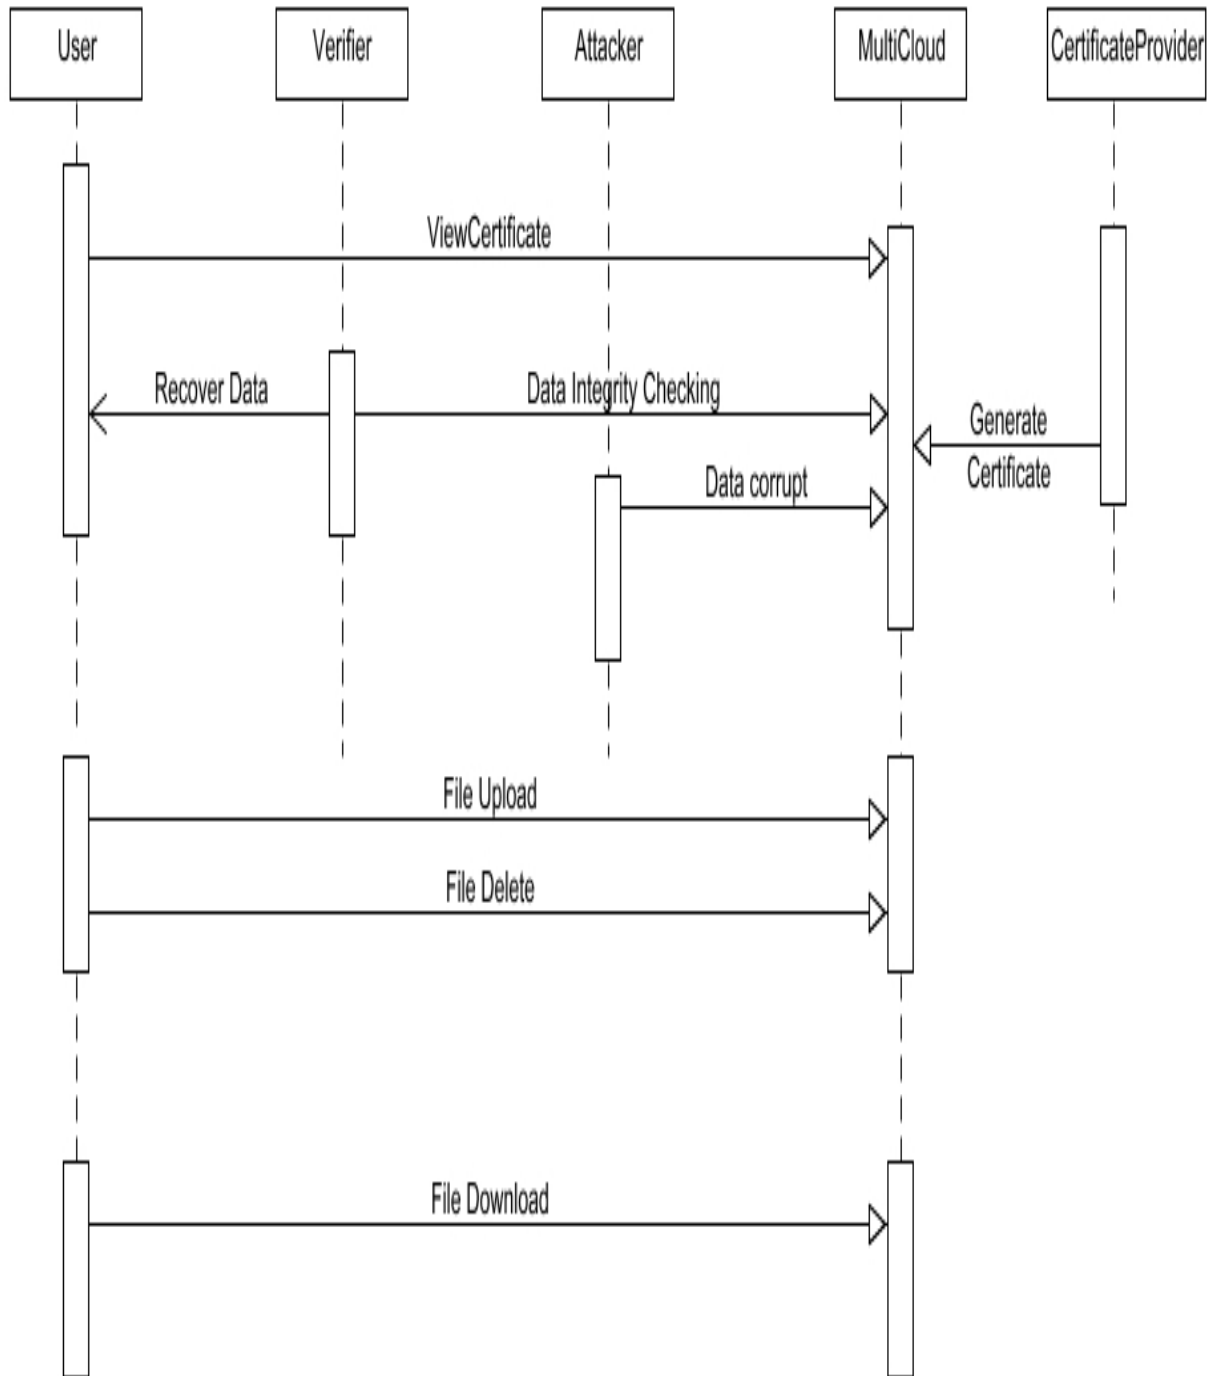 User
Verifier
Attacker
MultiCloud
CertificateProvider
ViewCertificate
Recover Data
Data Integrity Checking
Generate
Certificate
Data corrupt
File Upload
File Delete
File Download